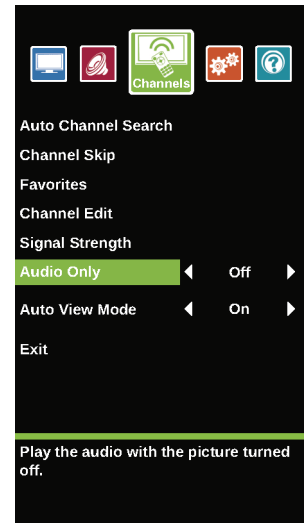 Channels
Auto Channel Search
Channel Skip
Favorites
Channel Edit
Signal Strength
Audio Only Off
Auto View Mode On
Exit
Play the audio with the picture turned
off.